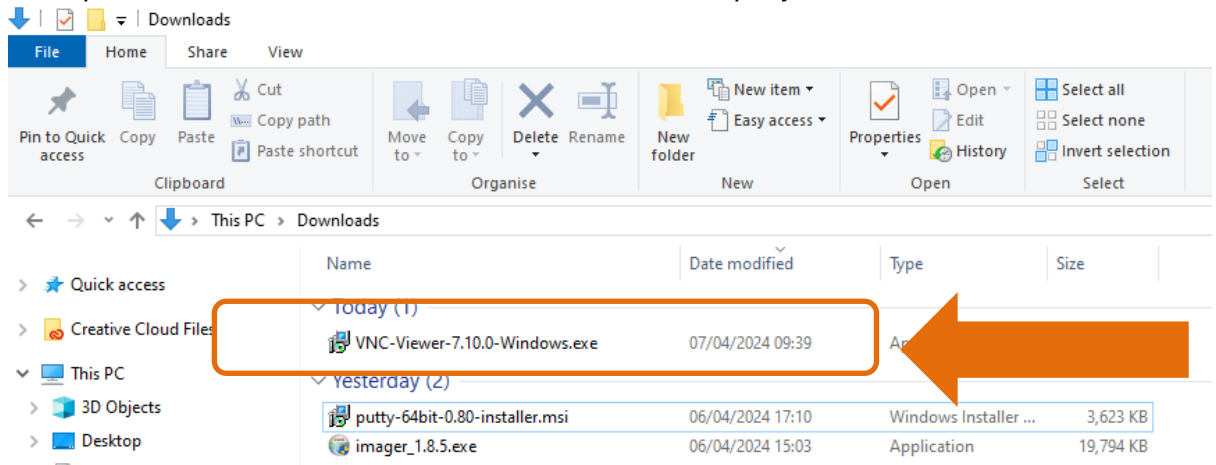 Downloads
File Home Share View
Pin to Quick access
Copy
Paste
Cut
Copy path
Paste shortcut
Clipboard
Move to
Copy to
Delete
Rename
Organise
New folder
New item
Easy access
New
Properties
Open
Edit
History
Open
Select all
Select none
Invert selection
Select
This PC > Downloads
Name Date modified Type Size
Quick access
Creative Cloud Files
This PC
3D Objects
Desktop
Today (1)
VNC-Viewer-7.10.0-Windows.exe 07/04/2024 09:39
Yesterday (2)
putty-64bit-0.80-installer.msi 06/04/2024 17:10 Windows Installer ... 3,623 KB
imager_1.8.5.exe 06/04/2024 15:03 Application 19,794 KB